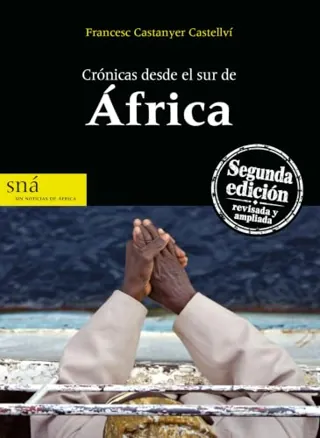 Francesc Castanyer Castellví
Crónicas desde el sur de
África
Segunda
edición
revisada y
ampliada
sná
SIN NOTICIAS DE ÁFRICA